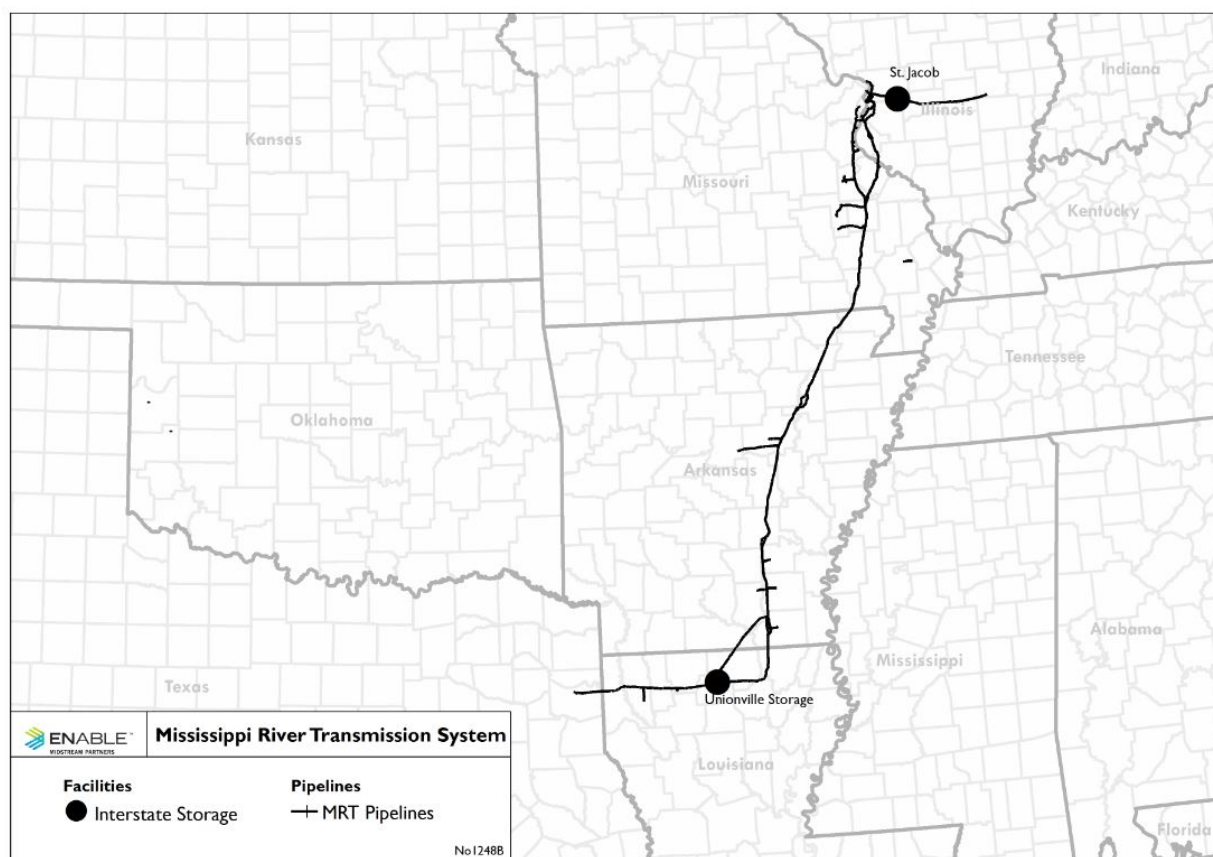 St. Jacob
Indiana
Illinois
Kansas
Missouri
Kentucky
Tennessee
Oklahoma
Arkansas
Alabama
Mississippi
Texas
Unionville Storage
Louisiana
Florida
ENABLE™
MIDSTREAM PARTNERS
Mississippi River Transmission System
Facilities
Interstate Storage
Pipelines
MRT Pipelines
No1248B